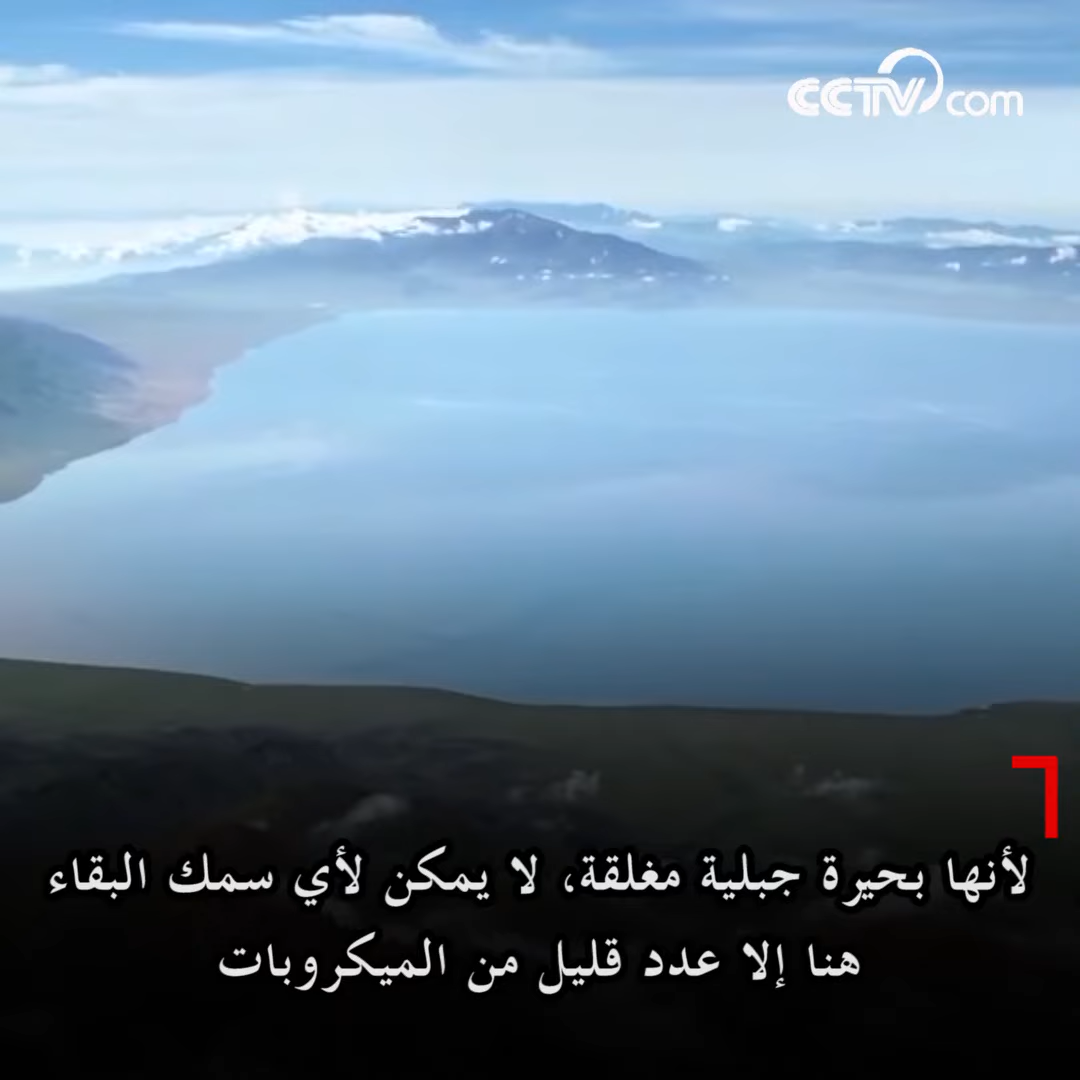 CCTV.com
لأنها بحيرة جبلية مغلقة، لا يمكن لأي سمك البقاء
هنا إلا عدد قليل من الميكروبات